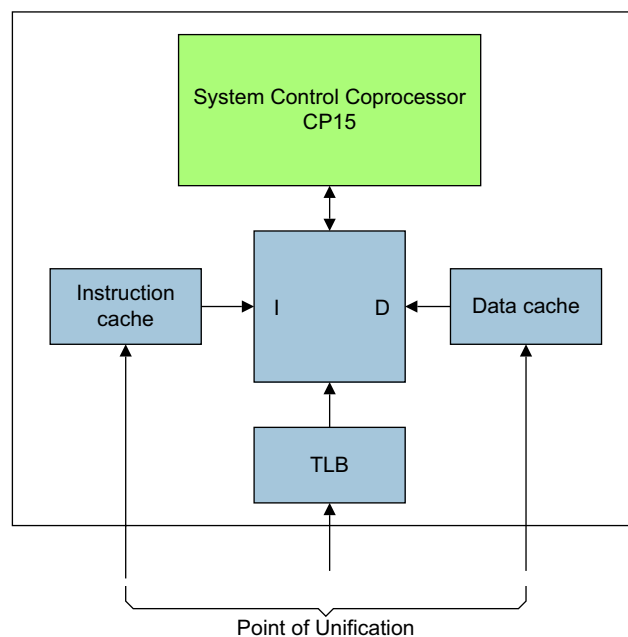 System Control Coprocessor
CP15
Instruction
cache
I
D
Data cache
TLB
Point of Unification